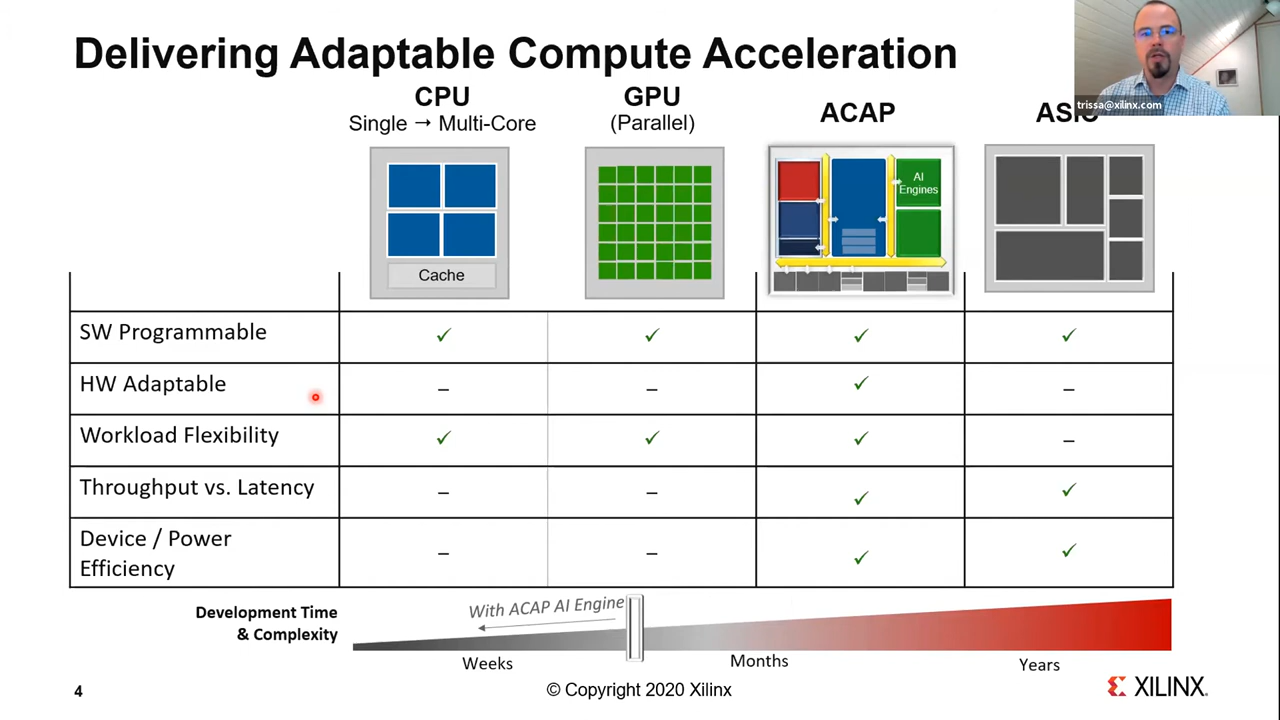 Delivering Adaptable Compute Acceleration
trissa@xilinx.com
CPU
Single → Multi-Core
GPU
(Parallel)
ACAP
ASIC
Cache
AI
Engines
SW Programmable ✓ ✓ ✓ ✓
HW Adaptable – – ✓ –
Workload Flexibility ✓ ✓ ✓ –
Throughput vs. Latency – – ✓ ✓
Device / Power
Efficiency – – ✓ ✓
Development Time
& Complexity
With ACAP AI Engine
Weeks
Months
Years
4
© Copyright 2020 Xilinx
XILINX.